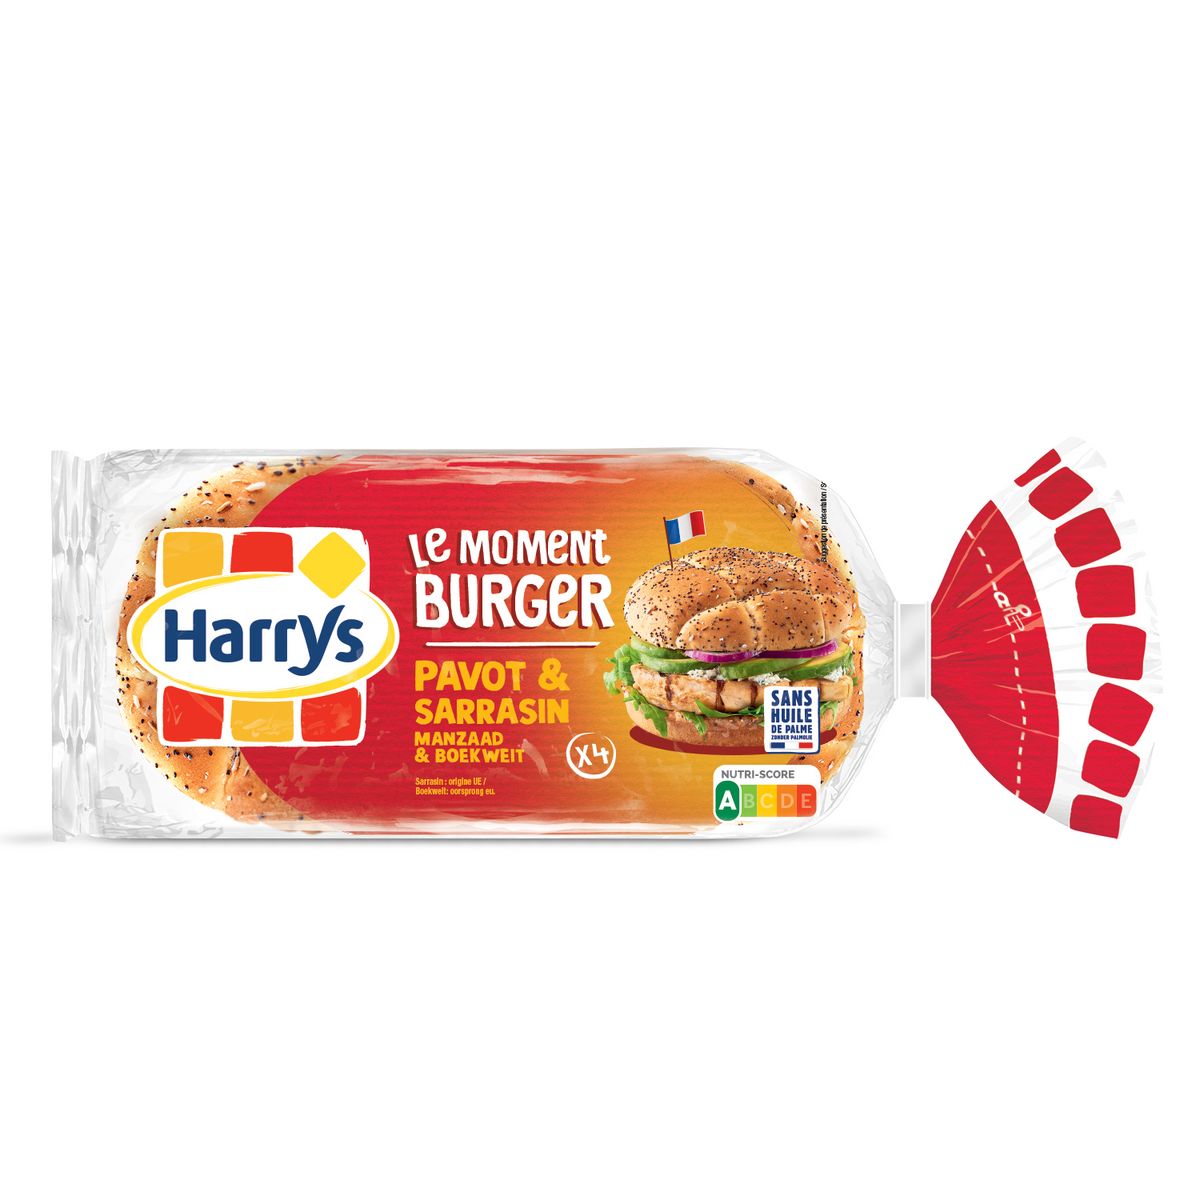 Harrys
Le MOMENT
BURGER
PAVOT &
SARRASIN
MANZAAD
& BOEKWEIT
Sarrasin : origine UE /
Boekweit: oorsprong eu.
X4
SANS
HUILE
DE PALME
ZONDER PALMOLIE
NUTRI-SCORE
A B C D E